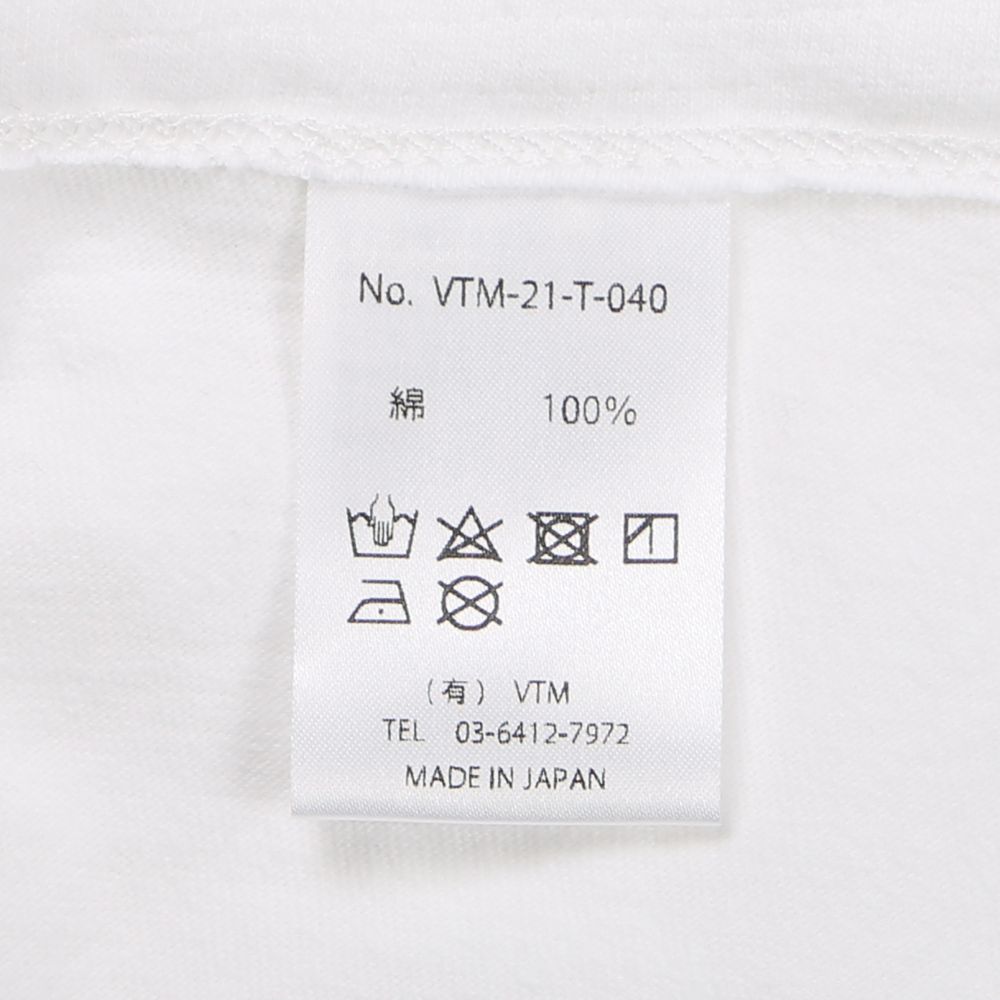 No. VTM-21-T-040
綿 100%
（有） VTM
TEL 03-6412-7972
MADE IN JAPAN